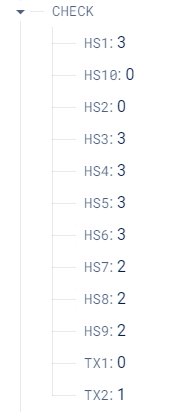 CHECK
HS1: 3
HS10: 0
HS2: 0
HS3: 3
HS4: 3
HS5: 3
HS6: 3
HS7: 2
HS8: 2
HS9: 2
TX1: 0
TX2: 1